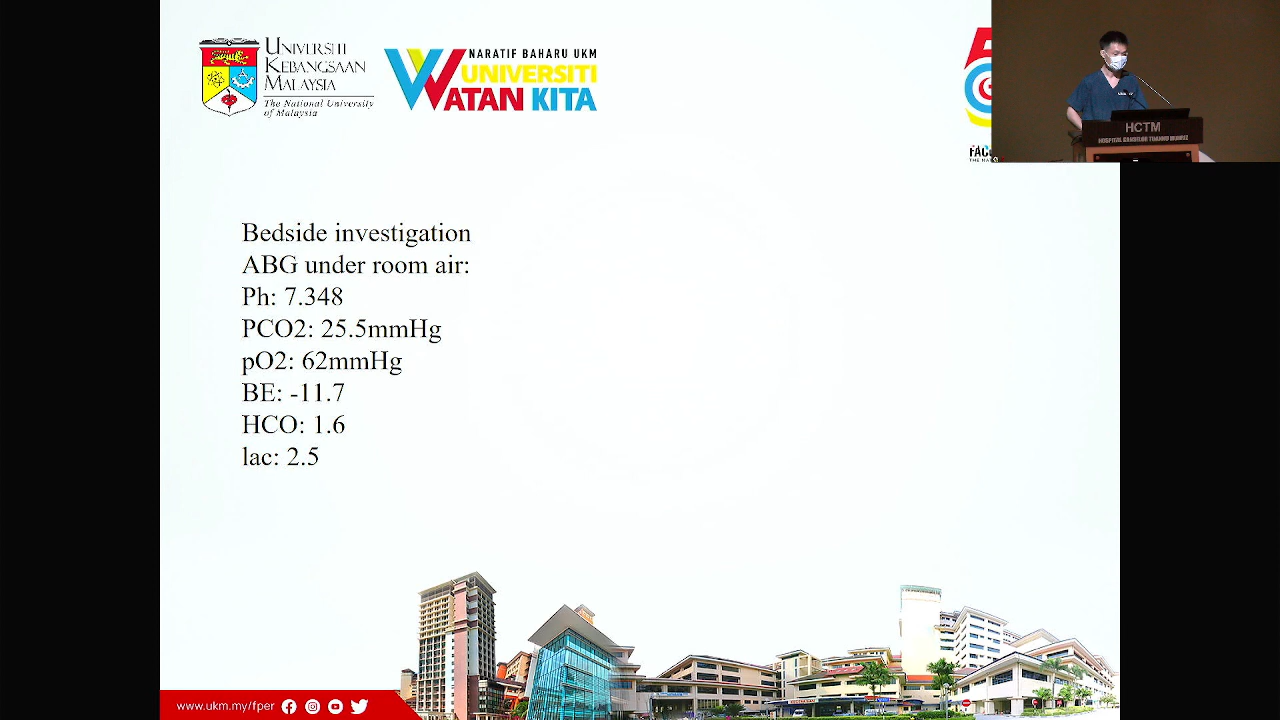 UNIVERSITI
KEBANGSAAN
MALAYSIA
The National University
of Malaysia
NARATIF BAHARU UKM
UNIVERSITI
WATAN KITA
HCTM
Bedside investigation
ABG under room air:
Ph: 7.348
PCO2: 25.5mmHg
pO2: 62mmHg
BE: -11.7
HCO: 1.6
lac: 2.5
www.ukm.my/fper